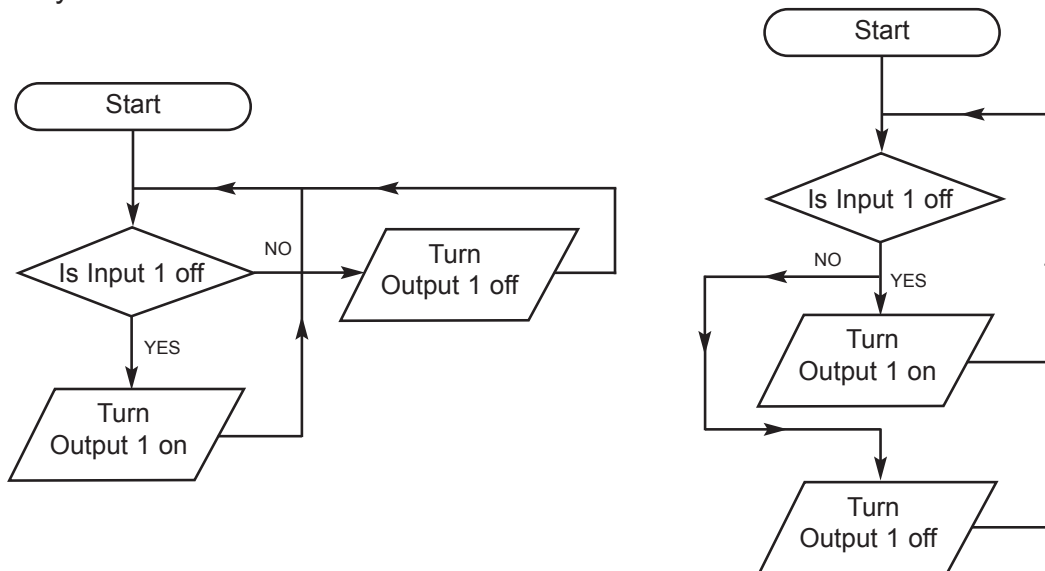 Start
Is Input 1 off
NO
Turn
Output 1 off
YES
Turn
Output 1 on
Start
Is Input 1 off
NO
YES
Turn
Output 1 on
Turn
Output 1 off